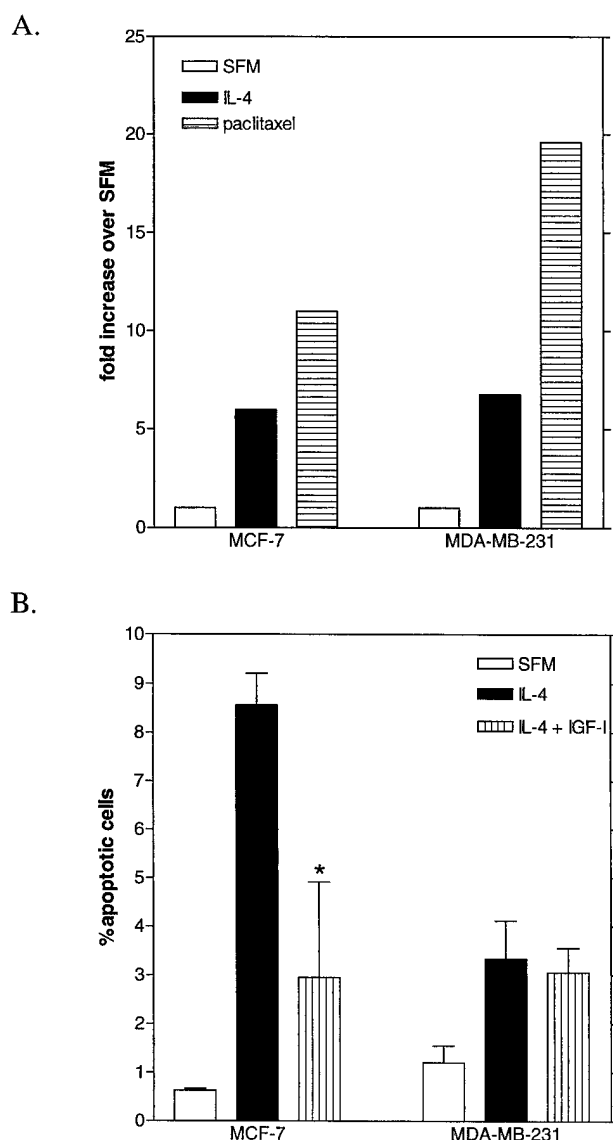 A.
25
20
15
10
5
0
fold increase over SFM
SFM
IL-4
paclitaxel
MCF-7
MDA-MB-231
B.
10
9
8
7
6
5
4
3
2
1
0
%apoptotic cells
SFM
IL-4
IL-4 + IGF-I
*
MCF-7
MDA-MB-231